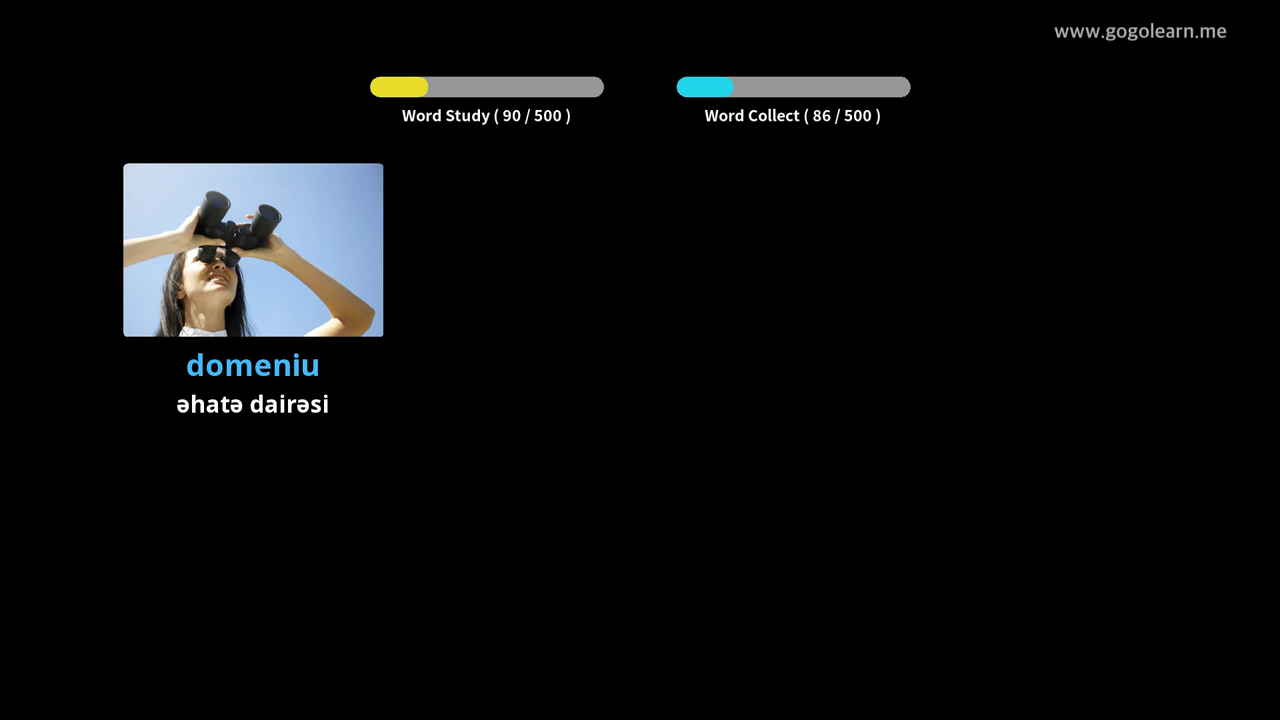 www.gogolearn.me
Word Study ( 90 / 500 )
Word Collect ( 86 / 500 )
domeniu
əhatə dairəsi